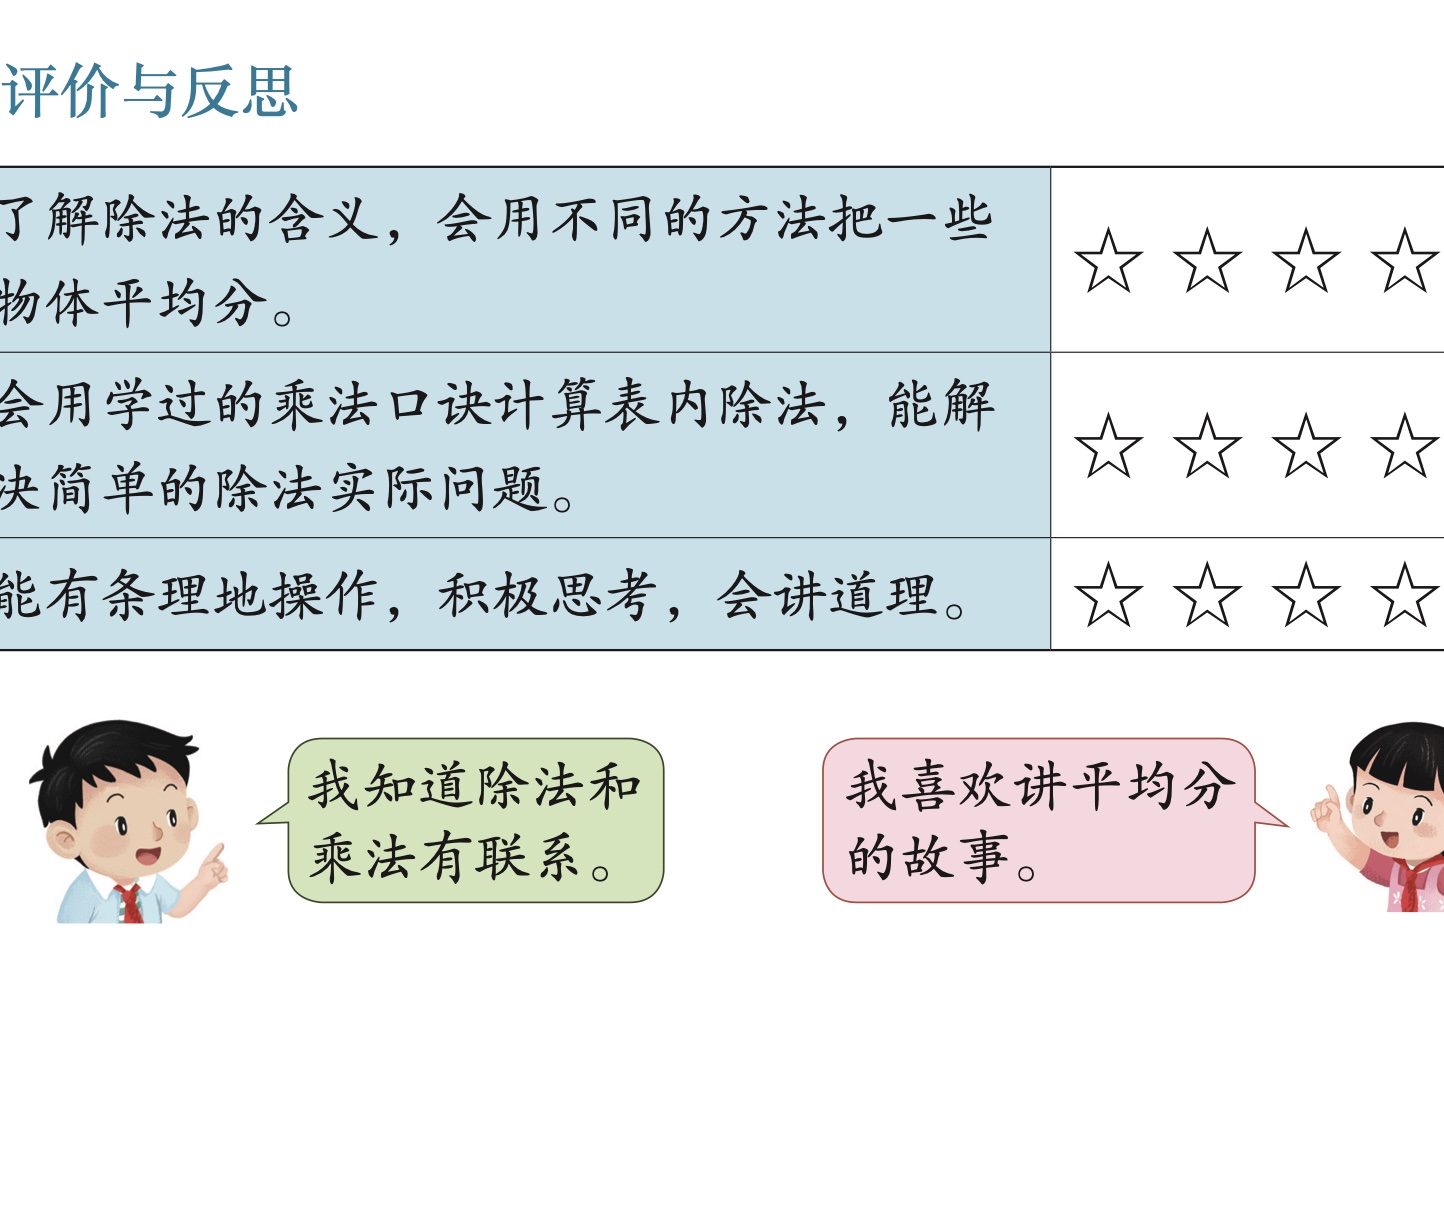 评价与反思
了解除法的含义，会用不同的方法把一些
物体平均分。
☆ ☆ ☆ ☆
会用学过的乘法口诀计算表内除法，能解
决简单的除法实际问题。
☆ ☆ ☆ ☆
能有条理地操作，积极思考，会讲道理。
☆ ☆ ☆ ☆
我知道除法和
乘法有联系。
我喜欢讲平均分
的故事。